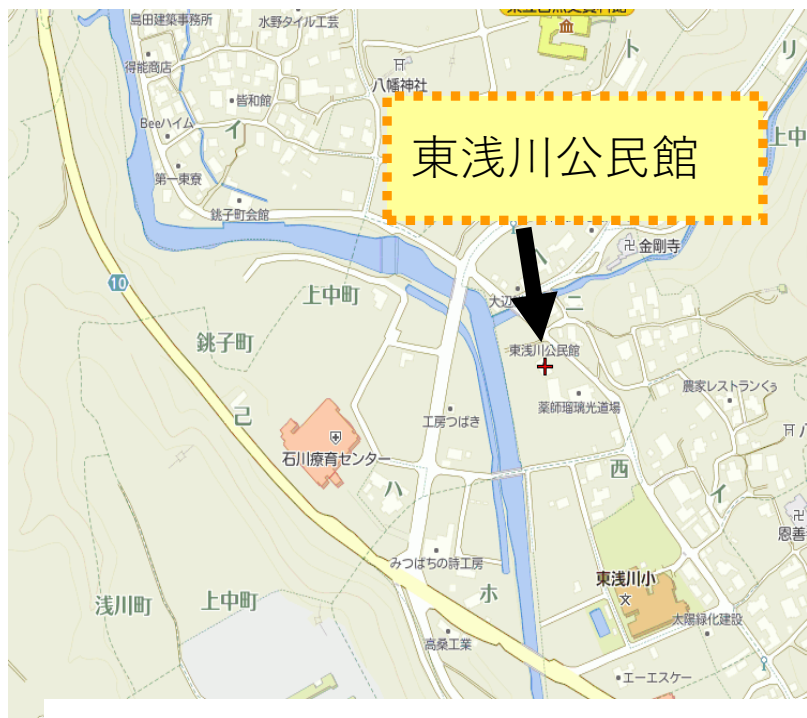 島田建築事務所
水野タイル工芸
ト
リ
得能商店
八幡神社
皆和館
Beeハイム
イ
上中
東浅川公民館
第一東寮
銚子町会館
ヘ
金剛寺
10
上中町
大辺
ニ
銚子町
東浅川公民館
農家レストランくぅ
己
工房つばき
薬師瑠璃光道場
石川療育センター
ハ
西
イ
恩善
みつばちの詩工房
東浅川小
文
浅川町
上中町
ホ
太陽緑化建設
高桑工業
エーエスケー